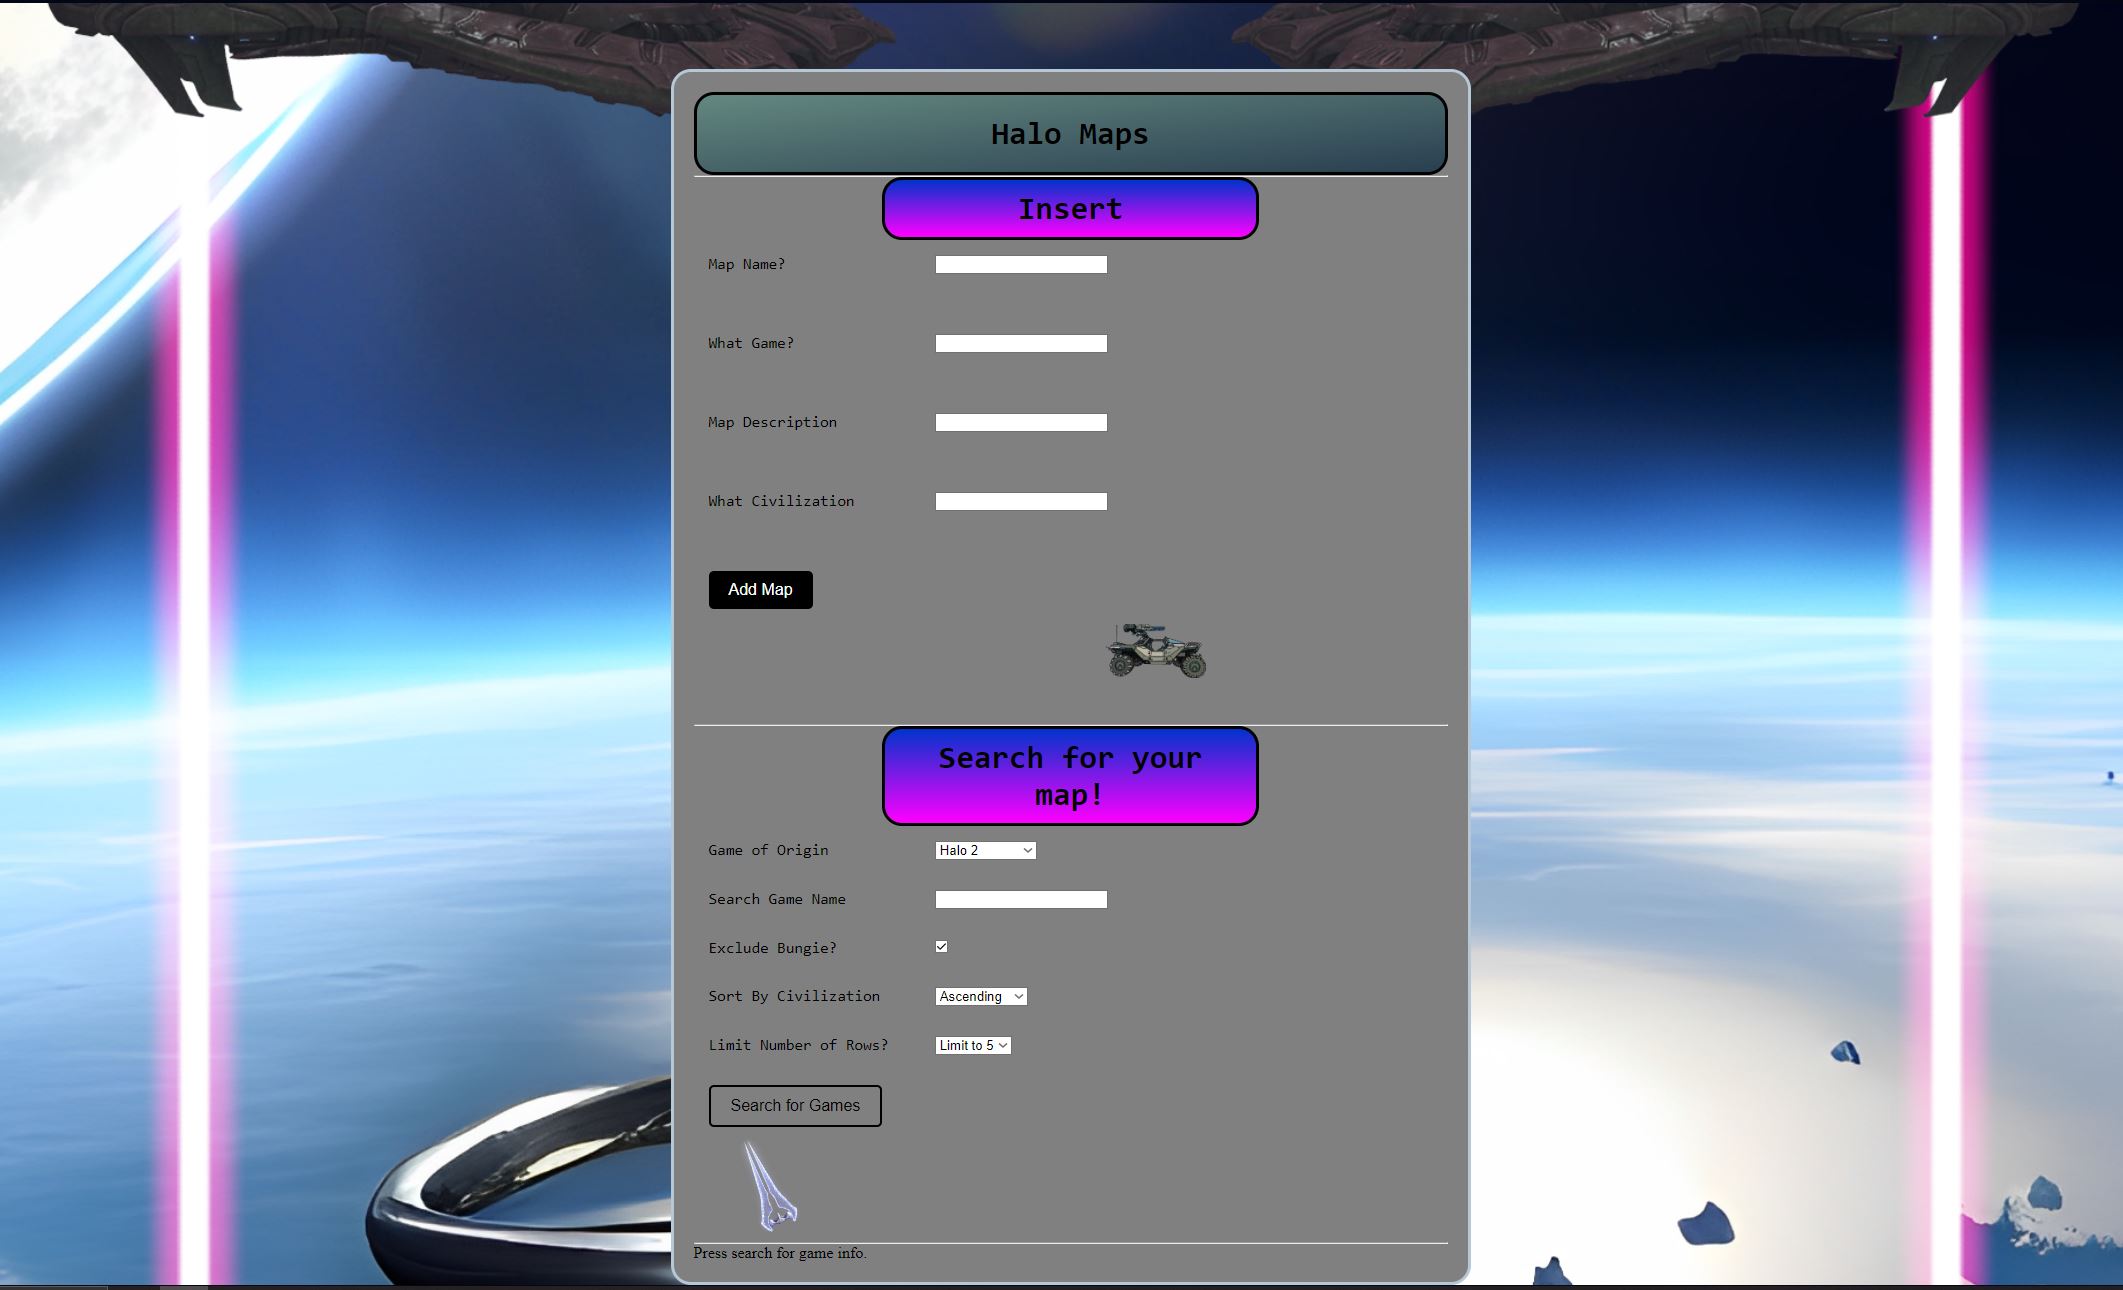 Halo Maps
Insert
Map Name?
What Game?
Map Description
What Civilization
Add Map
Search for your
map!
Game of Origin Halo 2
Search Game Name
Exclude Bungie?
Sort By Civilization Ascending
Limit Number of Rows? Limit to 5
Search for Games
Press search for game info.